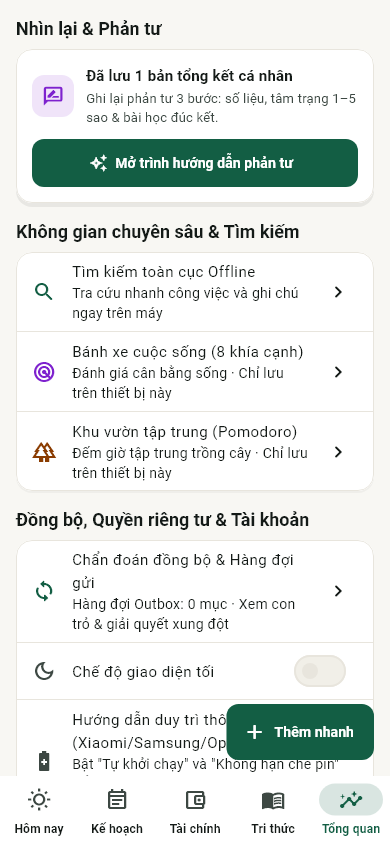 Nhìn lại & Phản tư
Đã lưu 1 bản tổng kết cá nhân
Ghi lại phản tư 3 bước: số liệu, tâm trạng 1–5
sao & bài học đúc kết.
Mở trình hướng dẫn phản tư
Không gian chuyên sâu & Tìm kiếm
Tìm kiếm toàn cục Offline
Tra cứu nhanh công việc và ghi chú
ngay trên máy
Bánh xe cuộc sống (8 khía cạnh)
Đánh giá cân bằng sống · Chỉ lưu
trên thiết bị này
Khu vườn tập trung (Pomodoro)
Đếm giờ tập trung trồng cây · Chỉ lưu
trên thiết bị này
Đồng bộ, Quyền riêng tư & Tài khoản
Chẩn đoán đồng bộ & Hàng đợi
gửi
Hàng đợi Outbox: 0 mục · Xem con
trỏ & giải quyết xung đột
Chế độ giao diện tối
Hướng dẫn duy trì
(Xiaomi/Samsung/
Thêm nhanh
Bật "Tự khởi chạy" và "Không hạn chế pin"
Hôm nay
Kế hoạch
Tài chính
Tri thức
Tổng quan